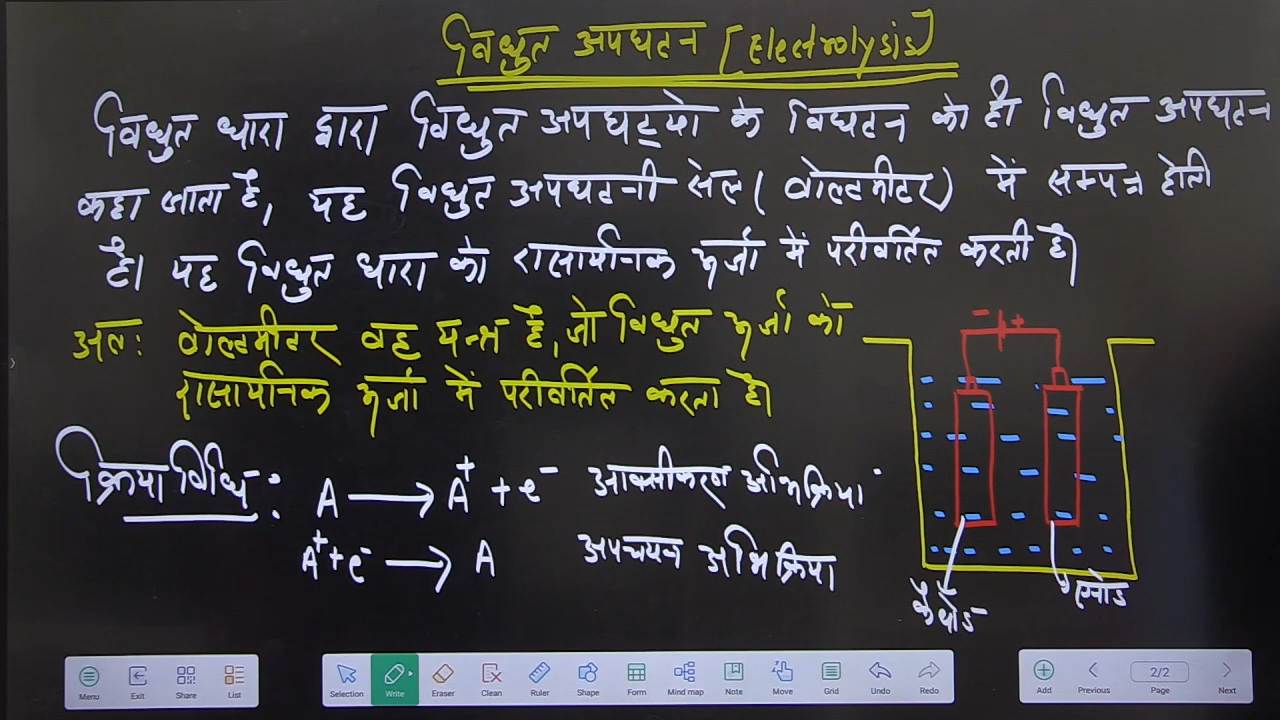 विधुत अपघटन [Electrolysis]
विधुत धारा द्वारा विधुत अपघट्यो के विघटन को ही विधुत अपघटन
कहा जाता है, यह विधुत अपघटनी सेल (वोल्टमीटर) में सम्पन्न होती
है। यह विधुत धारा को रासायनिक ऊर्जा में परीवर्तित करती है।
अतः वोल्टमीटर वह यन्त्र है, जो विधुत ऊर्जा को
रासायनिक ऊर्जा में परीवर्तित करता है।
- +
क्रिया विधि :- A ⟶ A⁺ + e⁻ आक्सीकरण अभिक्रिया
A⁺ + e⁻ ⟶ A अपचयन अभिक्रिया
कैथोड एनोड
Menu Exit Share List Selection Write Eraser Clean Ruler Shape Form Mind map Note Move Grid Undo Redo Add Previous 2/2 Page Next